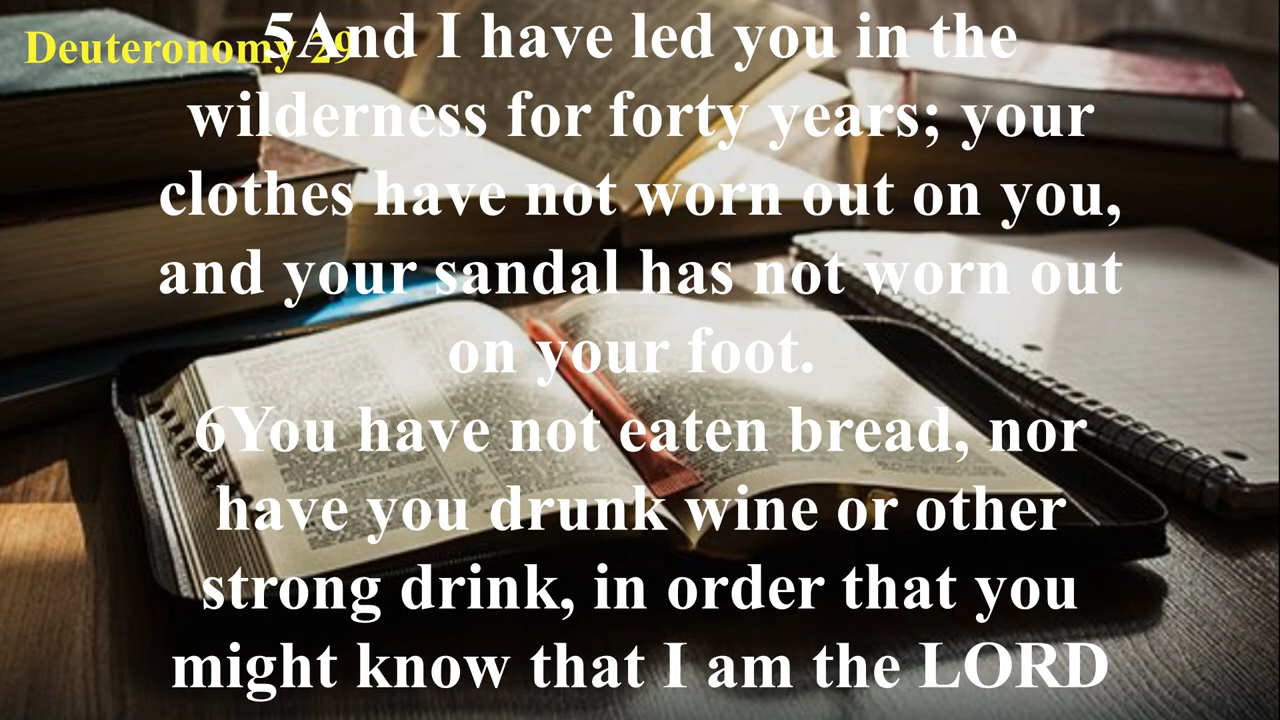 Deuteronomy 29
5And I have led you in the
wilderness for forty years; your
clothes have not worn out on you,
and your sandal has not worn out
on your foot.
6You have not eaten bread, nor
have you drunk wine or other
strong drink, in order that you
might know that I am the LORD